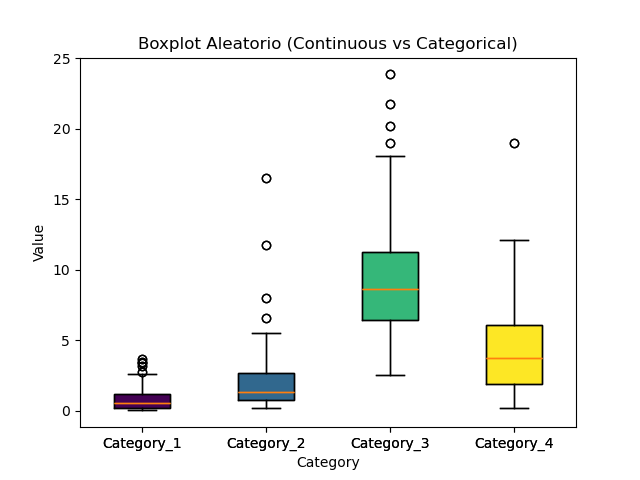 Boxplot Aleatorio (Continuous vs Categorical)
25
20
15
10
5
0
Value
Category_1 Category_2 Category_3 Category_4
Category